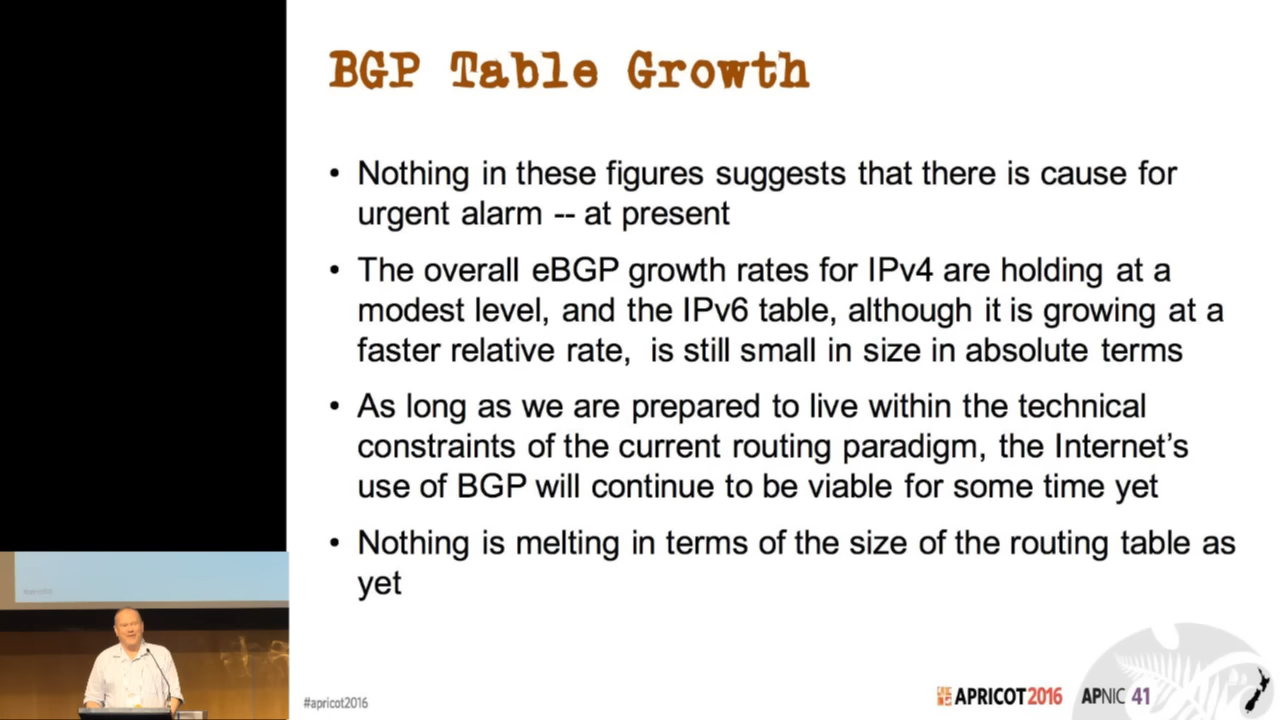 BGP Table Growth
• Nothing in these figures suggests that there is cause for
urgent alarm -- at present
• The overall eBGP growth rates for IPv4 are holding at a
modest level, and the IPv6 table, although it is growing at a
faster relative rate,  is still small in size in absolute terms
• As long as we are prepared to live within the technical
constraints of the current routing paradigm, the Internet's
use of BGP will continue to be viable for some time yet
• Nothing is melting in terms of the size of the routing table as
yet
#apricot2016
APRICOT 2016 APNIC 41